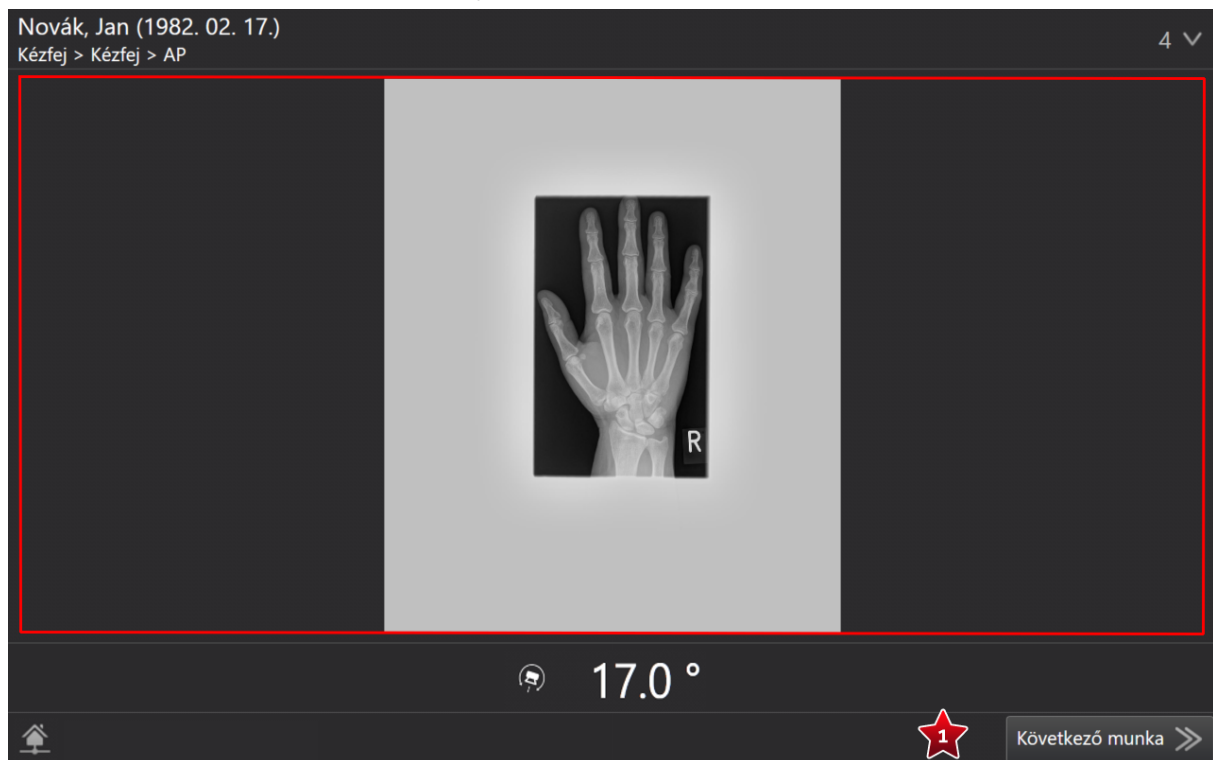 Novák, Jan (1982. 02. 17.)
Kézfej > Kézfej > AP
4
R
17.0 °
1
Következő munka